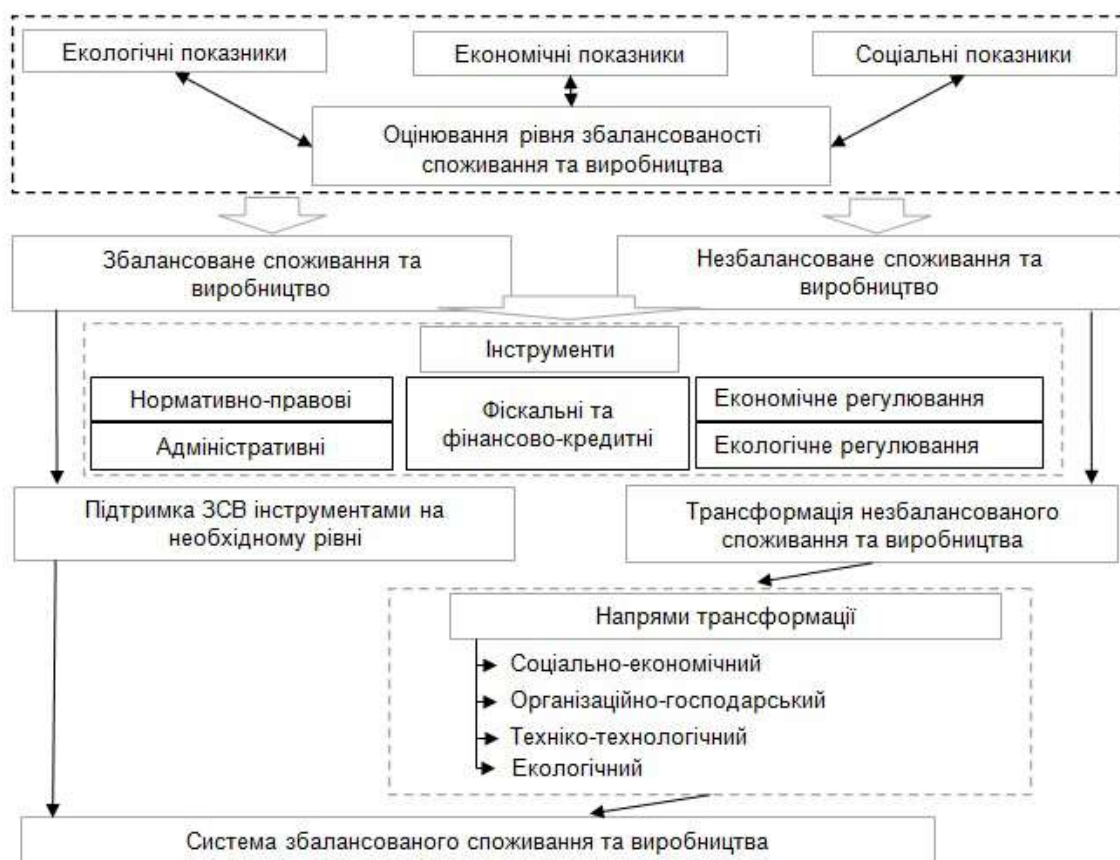 Екологічні показники
Економічні показники
Соціальні показники
Оцінювання рівня збалансованості
споживання та виробництва
Збалансоване споживання та
виробництво
Незбалансоване споживання та
виробництво
Інструменти
Нормативно-правові
Адміністративні
Фіскальні та
фінансово-кредитні
Економічне регулювання
Екологічне регулювання
Підтримка ЗСВ інструментами на
необхідному рівні
Трансформація незбалансованого
споживання та виробництва
Напрями трансформації
Соціально-економічний
Організаційно-господарський
Техніко-технологічний
Екологічний
Система збалансованого споживання та виробництва